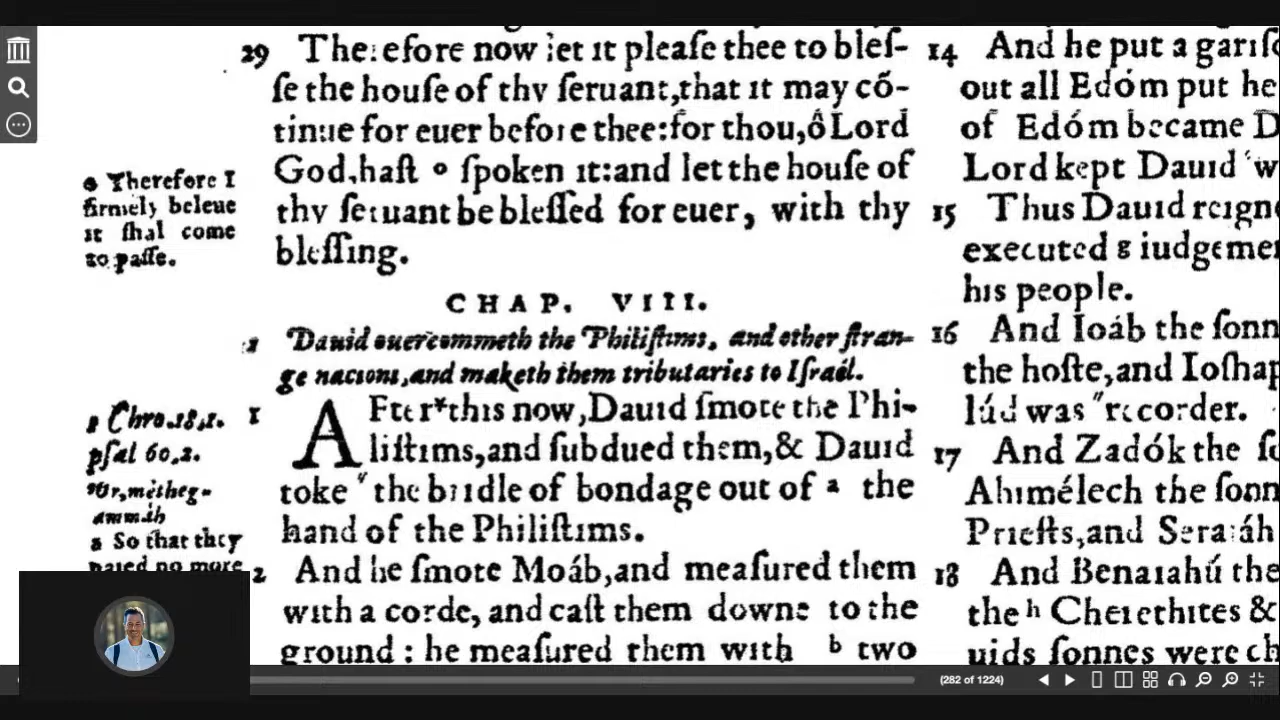 29 Therefore now let it pleaſe thee to bleſ-
ſe the houſe of thy ſeruant,that it may cõ-
tinue for euer before thee:for thou,ô Lord
God,haſt o ſpoken it:and let the houſe of
thy ſeruant be bleſſed for euer, with thy
bleſſing.
o Therefore I
firmely beleue
it ſhal come
to paſſe.
CHAP. VIII.
1 Dauid ouercommeth the Philiſtims, and other ſtran-
ge nacions,and maketh them tributaries to Iſraél.
1 AFter*this now,Dauid ſmote the Phi-
liſtims,and ſubdued them,& Dauid
toke "the bridle of bondage out of a the
hand of the Philiſtims.
2 And he ſmote Moáb,and meaſured them
with a corde, and caſt them downe to the
ground : he meaſured them with b two
Chro.18,1.
pſal 60.2.
"Or,métheg-
ammáh
a So that they
paied no more
14 And he put a gariſ
out all Edóm put he
of Edóm became D
Lord kept Dauid w
15 Thus Dauid reigne
executed g iudgemen
his people.
16 And Ioáb the ſonn
the hoſte,and Ioſhap
lúd was "recorder.
17 And Zadók the ſo
Ahimélech the ſonn
Prieſts,and Seraiáh
18 And Benaiahú the
the h Cherethites &
uids ſonnes were ch
(282 of 1224)